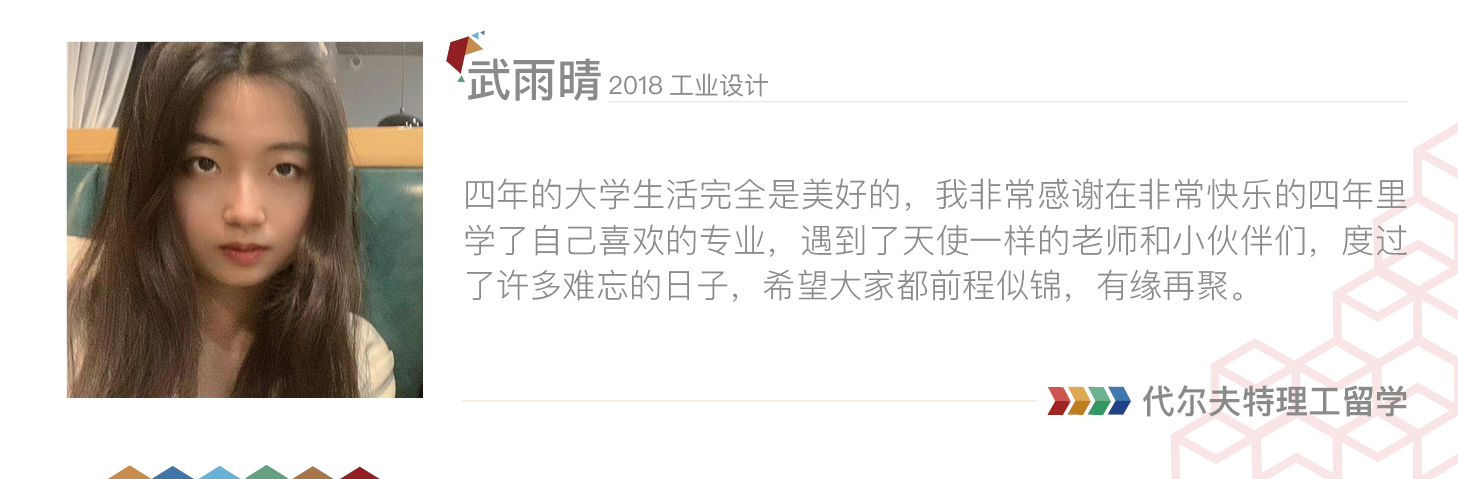 武雨晴 2018 工业设计
四年的大学生活完全是美好的，我非常感谢在非常快乐的四年里
学了自己喜欢的专业，遇到了天使一样的老师和小伙伴们，度过
了许多难忘的日子，希望大家都前程似锦，有缘再聚。
代尔夫特理工留学